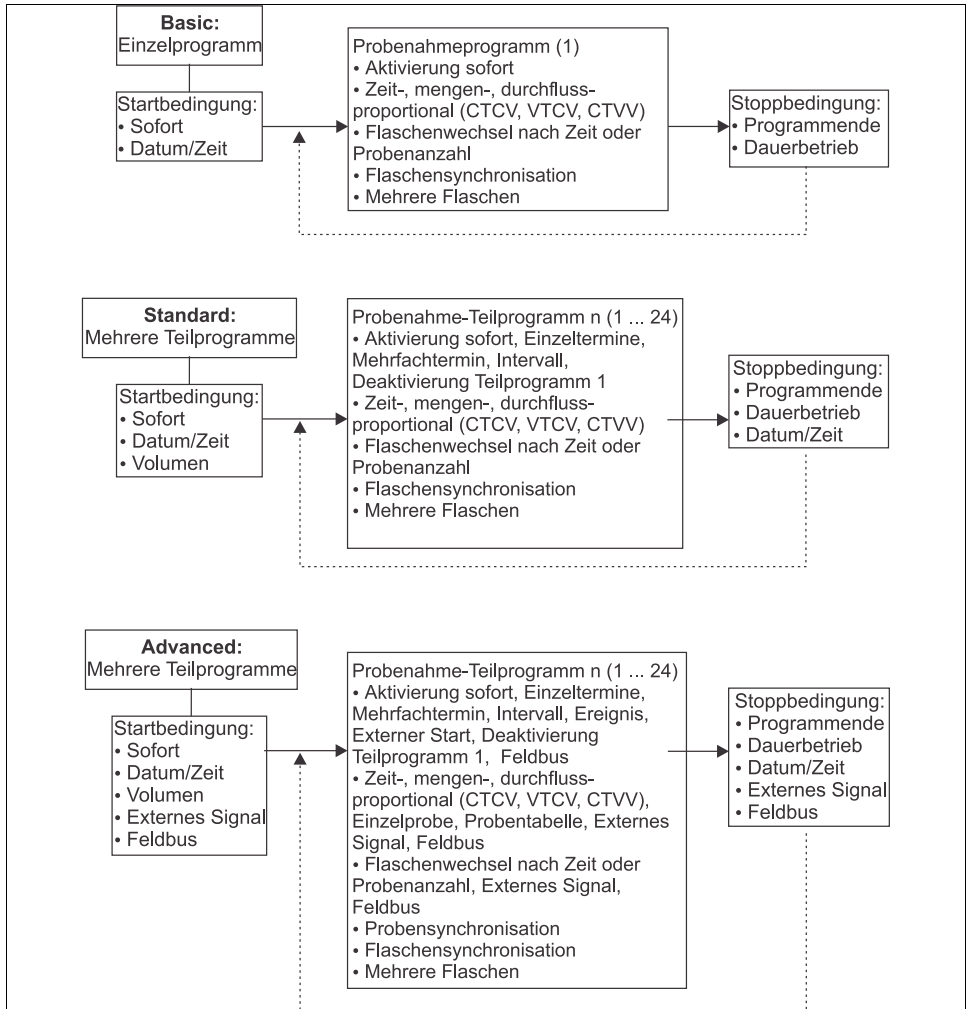 Basic:
Einzelprogramm
Startbedingung:
• Sofort
• Datum/Zeit
Probenahmeprogramm (1)
• Aktivierung sofort
• Zeit-, mengen-, durchfluss-
proportional (CTCV, VTCV, CTVV)
• Flaschenwechsel nach Zeit oder
Probenanzahl
• Flaschensynchronisation
• Mehrere Flaschen
Stoppbedingung:
• Programmende
• Dauerbetrieb
Standard:
Mehrere Teilprogramme
Startbedingung:
• Sofort
• Datum/Zeit
• Volumen
Probenahme-Teilprogramm n (1 ... 24)
• Aktivierung sofort, Einzeltermine,
Mehrfachtermin, Intervall,
Deaktivierung Teilprogramm 1
• Zeit-, mengen-, durchfluss-
proportional (CTCV, VTCV, CTVV)
• Flaschenwechsel nach Zeit oder
Probenanzahl
• Flaschensynchronisation
• Mehrere Flaschen
Stoppbedingung:
• Programmende
• Dauerbetrieb
• Datum/Zeit
Advanced:
Mehrere Teilprogramme
Startbedingung:
• Sofort
• Datum/Zeit
• Volumen
• Externes Signal
• Feldbus
Probenahme-Teilprogramm n (1 ... 24)
• Aktivierung sofort, Einzeltermine,
Mehrfachtermin, Intervall, Ereignis,
Externer Start, Deaktivierung
Teilprogramm 1, Feldbus
• Zeit-, mengen-, durchfluss-
proportional (CTCV, VTCV, CTVV),
Einzelprobe, Probentabelle, Externes
Signal, Feldbus
• Flaschenwechsel nach Zeit oder
Probenanzahl, Externes Signal,
Feldbus
• Probensynchronisation
• Flaschensynchronisation
• Mehrere Flaschen
Stoppbedingung:
• Programmende
• Dauerbetrieb
• Datum/Zeit
• Externes Signal
• Feldbus